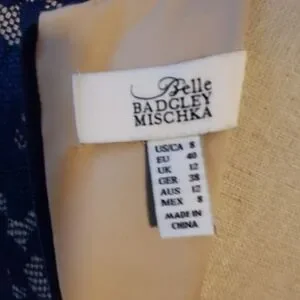 Belle
BADGLEY
MISCHKA
US/CA 8
EU 40
UK 12
GER 38
AUS 12
MEX 8
MADE IN
CHINA